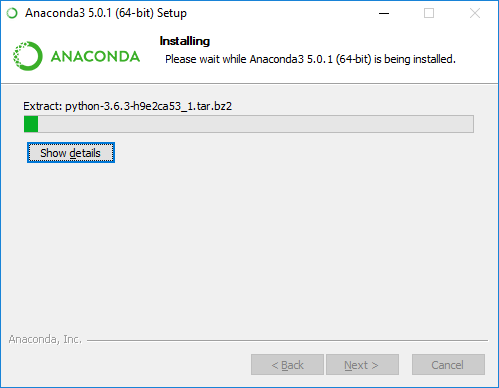 Anaconda3 5.0.1 (64-bit) Setup
ANACONDA
Installing
Please wait while Anaconda3 5.0.1 (64-bit) is being installed.
Extract: python-3.6.3-h9e2ca53_1.tar.bz2
Show details
Anaconda, Inc.
< Back
Next >
Cancel